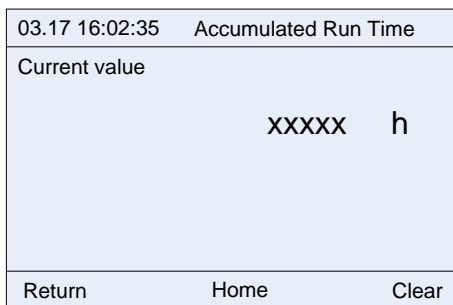 03.17 16:02:35 Accumulated Run Time
Current value
xxxxx h
Return Home Clear